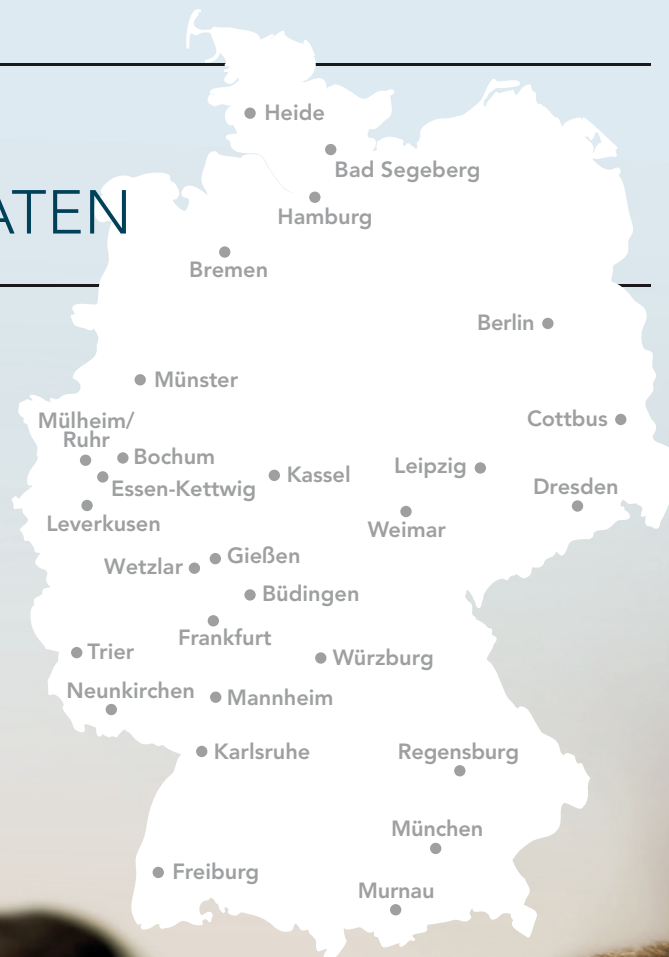 Heide
Bad Segeberg
ATEN
Hamburg
Bremen
Berlin
Münster
Mülheim/
Ruhr
Cottbus
Bochum
Leipzig
Kassel
Essen-Kettwig
Dresden
Leverkusen
Weimar
Gießen
Wetzlar
Büdingen
Frankfurt
Trier
Würzburg
Neunkirchen
Mannheim
Karlsruhe
Regensburg
München
Freiburg
Murnau